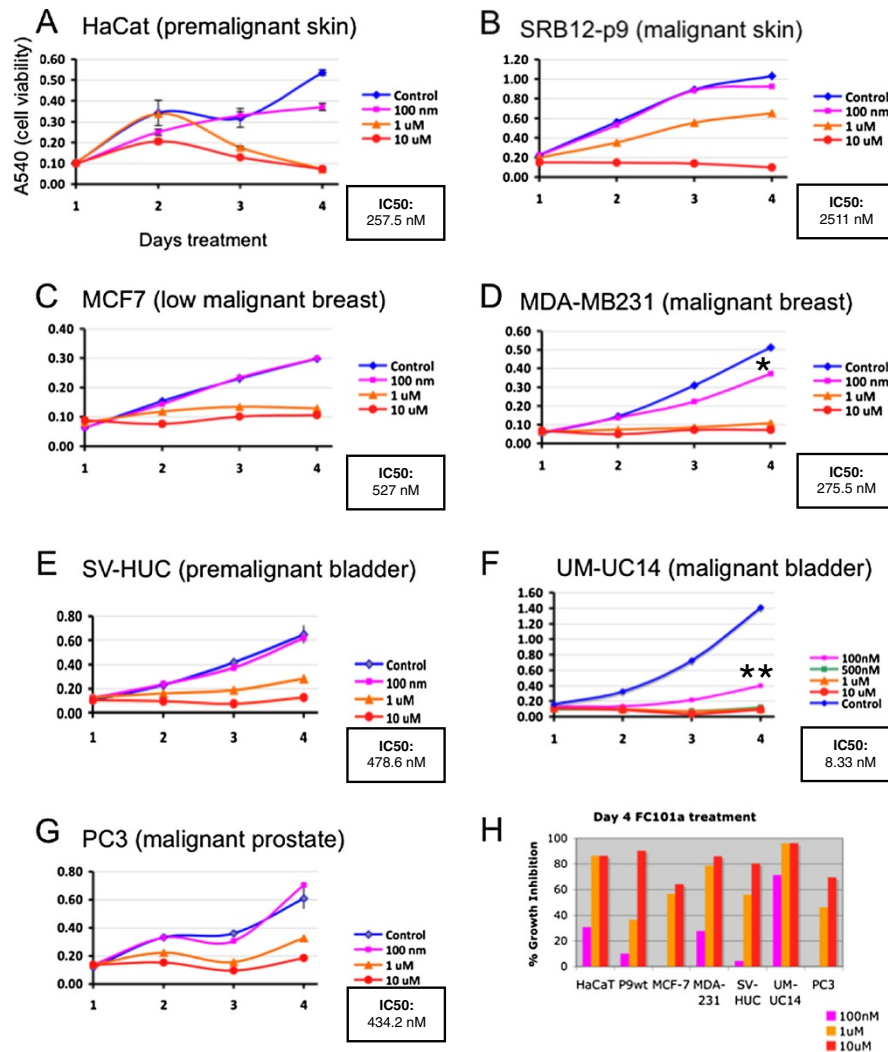 A
HaCat (premalignant skin)
A540 (cell viability)
0.60
0.50
0.40
0.30
0.20
0.10
0.00
1 2 3 4
Days treatment
Control
100 nm
1 uM
10 uM
IC50:
257.5 nM
B
SRB12-p9 (malignant skin)
1.20
1.00
0.80
0.60
0.40
0.20
0.00
1 2 3 4
Control
100 nm
1 uM
10 uM
IC50:
2511 nM
C
MCF7 (low malignant breast)
0.40
0.30
0.20
0.10
0.00
1 2 3 4
Control
100 nm
1 uM
10 uM
IC50:
527 nM
D
MDA-MB231 (malignant breast)
0.60
0.50
0.40
0.30
0.20
0.10
0.00
1 2 3 4
*
Control
100 nm
1 uM
10 uM
IC50:
275.5 nM
E
SV-HUC (premalignant bladder)
0.80
0.60
0.40
0.20
0.00
1 2 3 4
Control
100 nm
1 uM
10 uM
IC50:
478.6 nM
F
UM-UC14 (malignant bladder)
1.60
1.40
1.20
1.00
0.80
0.60
0.40
0.20
0.00
1 2 3 4
**
100nM
500nM
1 uM
10 uM
Control
IC50:
8.33 nM
G
PC3 (malignant prostate)
0.80
0.60
0.40
0.20
0.00
1 2 3 4
Control
100 nm
1 uM
10 uM
IC50:
434.2 nM
H
Day 4 FC101a treatment
% Growth Inhibition
100
80
60
40
20
0
HaCaT P9wt MCF-7 MDA-231 SV-HUC UM-UC14 PC3
100nM
1uM
10uM